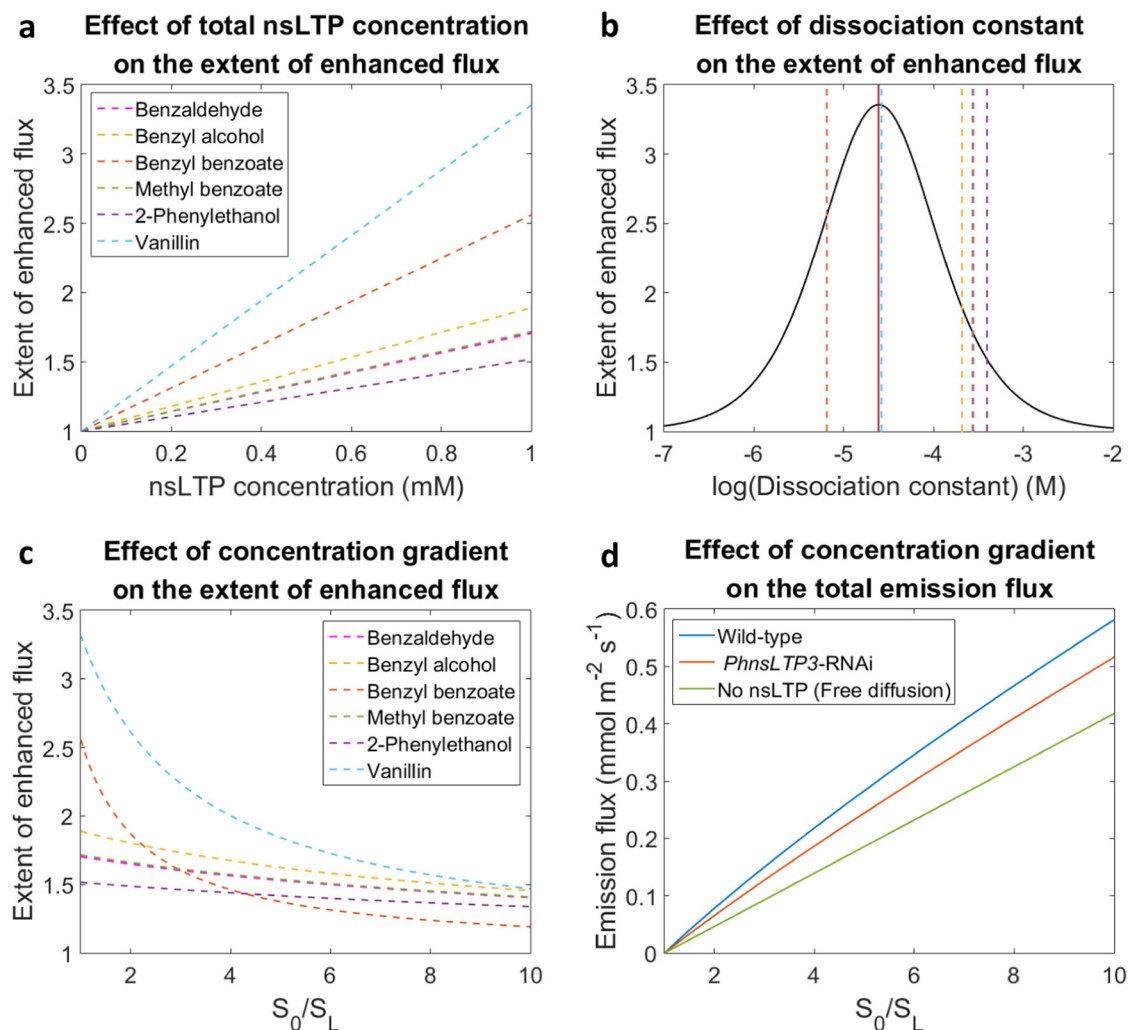 a
Effect of total nsLTP concentration
on the extent of enhanced flux
3.5
3
2.5
2
1.5
1
Extent of enhanced flux
Benzaldehyde
Benzyl alcohol
Benzyl benzoate
Methyl benzoate
2-Phenylethanol
Vanillin
0 0.2 0.4 0.6 0.8 1
nsLTP concentration (mM)
b
Effect of dissociation constant
on the extent of enhanced flux
3.5
3
2.5
2
1.5
1
Extent of enhanced flux
-7 -6 -5 -4 -3 -2
log(Dissociation constant) (M)
c
Effect of concentration gradient
on the extent of enhanced flux
3.5
3
2.5
2
1.5
1
Extent of enhanced flux
Benzaldehyde
Benzyl alcohol
Benzyl benzoate
Methyl benzoate
2-Phenylethanol
Vanillin
2 4 6 8 10
S0/SL
d
Effect of concentration gradient
on the total emission flux
0.6
0.5
0.4
0.3
0.2
0.1
0
Emission flux (mmol m-2 s-1)
Wild-type
PhnsLTP3-RNAi
No nsLTP (Free diffusion)
2 4 6 8 10
S0/SL